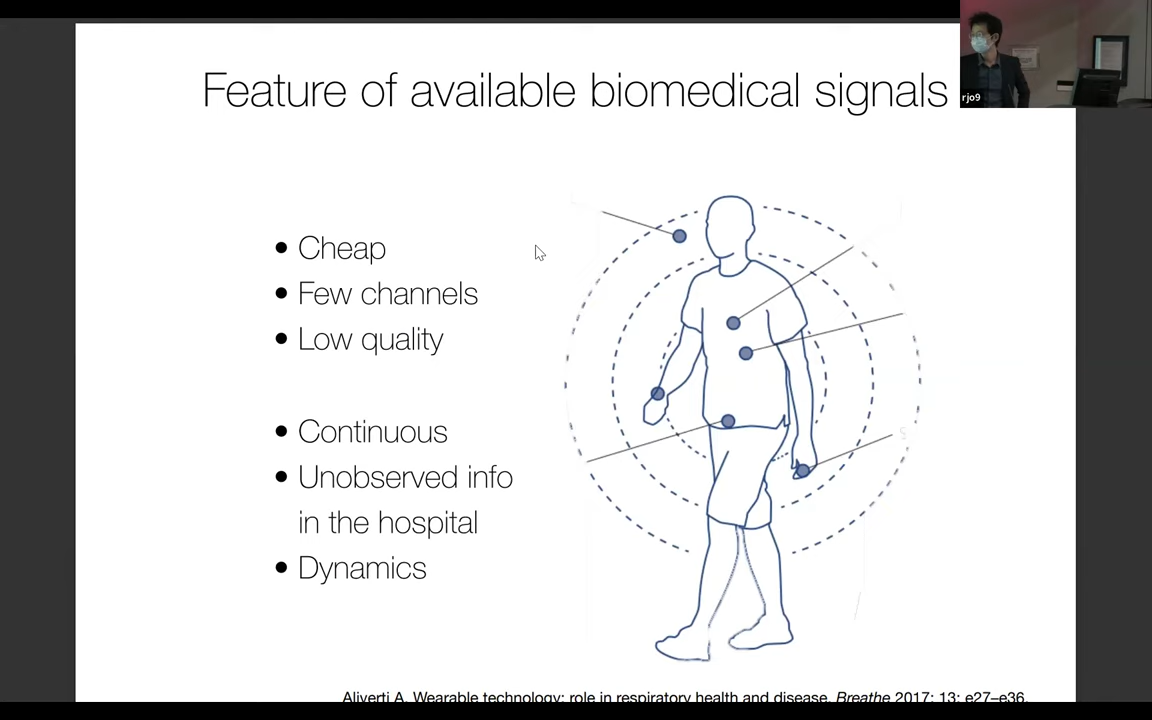 Feature of available biomedical signals
rjo9
• Cheap
• Few channels
• Low quality
• Continuous
• Unobserved info
in the hospital
• Dynamics
Aliverti A. Wearable technology: role in respiratory health and disease. Breathe 2017; 13: e27–e36.